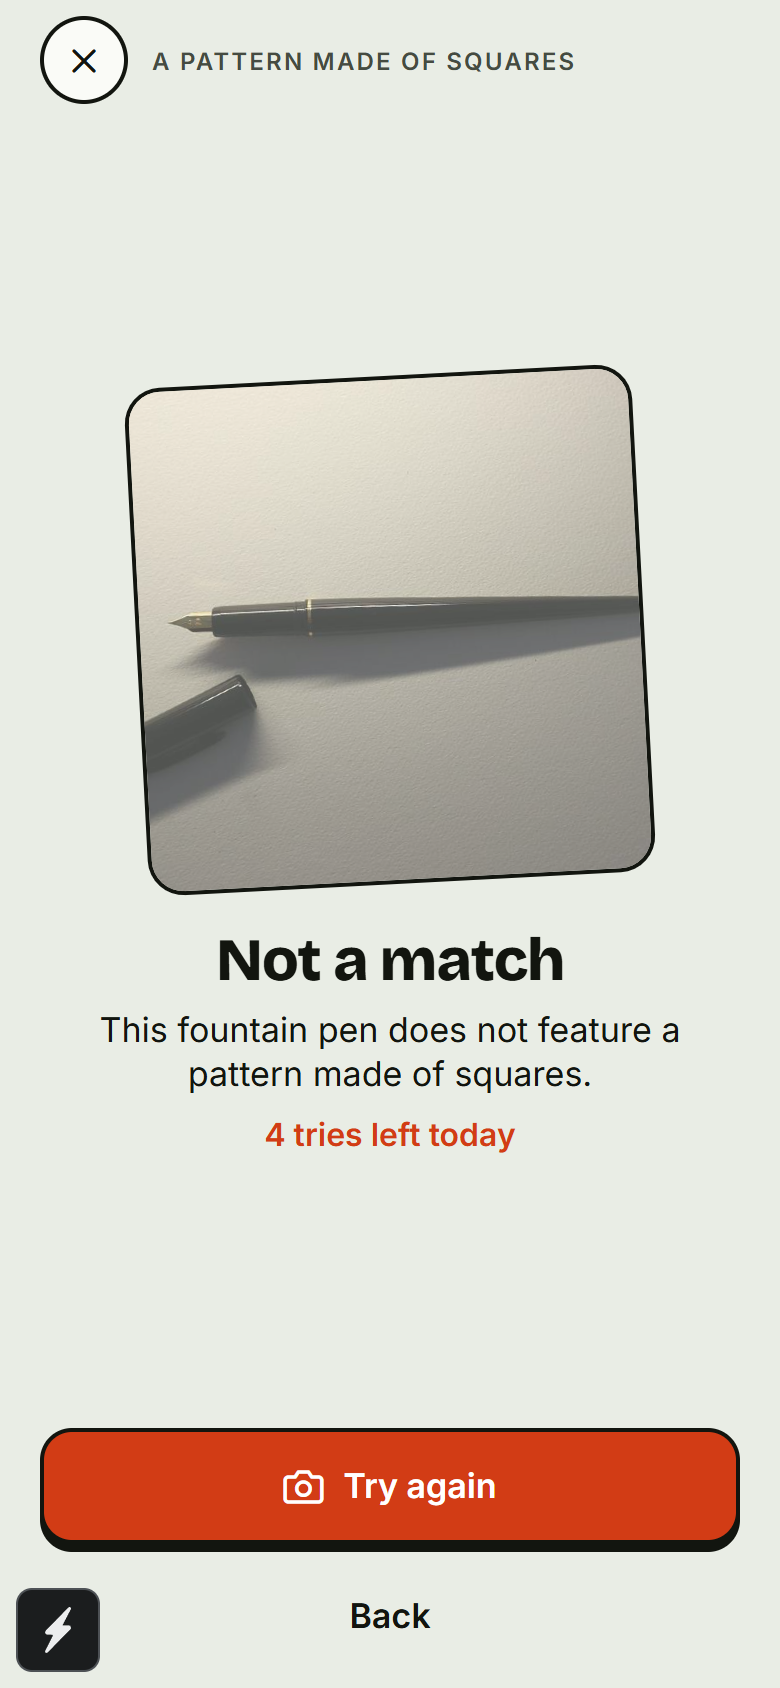 A PATTERN MADE OF SQUARES
Not a match
This fountain pen does not feature a
pattern made of squares.
4 tries left today
Try again
Back